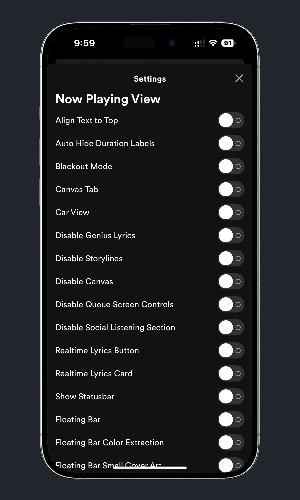 9:59
91
Settings
Now Playing View
Align Text to Top
Auto Hide Duration Labels
Blackout Mode
Canvas Tab
Car View
Disable Genius Lyrics
Disable Storylines
Disable Canvas
Disable Queue Screen Controls
Disable Social Listening Section
Realtime Lyrics Button
Realtime Lyrics Card
Show Statusbar
Floating Bar
Floating Bar Color Extraction
Floating Bar Small Cover Art